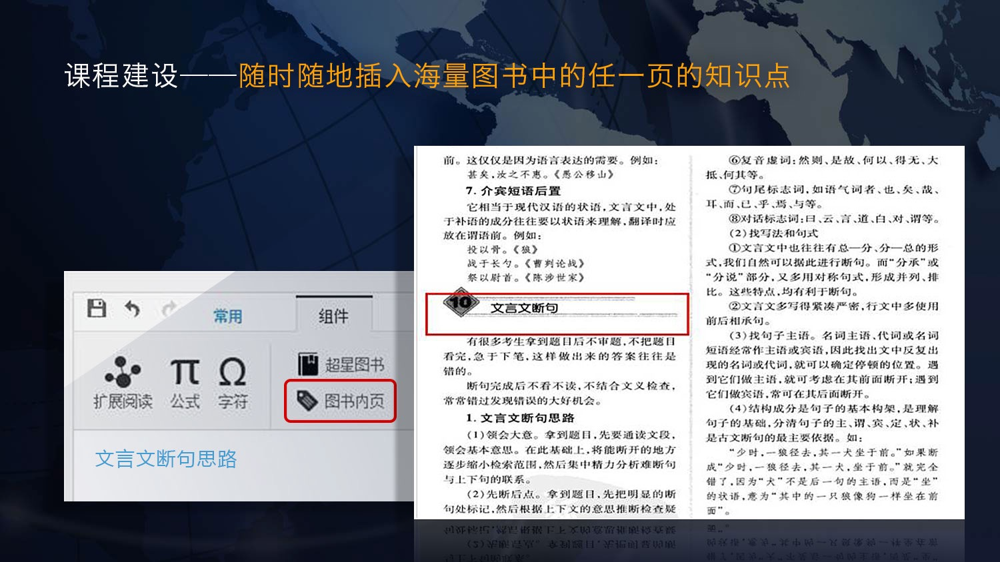 课程建设——随时随地插入海量图书中的任一页的知识点
常用
组件
扩展阅读
公式
字符
超星图书
图书内页
文言文断句思路
前。这仅仅是因为语言表达的需要。例如：
甚矣，汝之不惠。《愚公移山》
7. 介宾短语后置
它相当于现代汉语的状语，文言文中，处
于补语的成分往往要以状语来理解，翻译时应
放在谓语前。例如：
投以骨。《狼》
战于长勺。《曹刿论战》
祭以尉首。《陈涉世家》
10 文言文断句
有很多考生拿到题目后不审题，不把题目
看完，急于下笔，这样做出来的答案往往是
错的。
断句完成后不看不读，不结合文义检查，
常常错过发现错误的大好机会。
1. 文言文断句思路
(1)领会大意。拿到题目，先要通读文段，
领会基本意思。在此基础上，将能断开的地方
逐步缩小检索范围，然后集中精力分析难断句
与上下句的联系。
(2)先断后点。拿到题目，先把明显的断
句处标记，然后根据上下文的意思推断检查疑
⑥复音虚词：然则、是故、何以、得无、大
抵、何其等。
⑦句尾标志词，如语气词者、也、矣、哉、
耳、而、已、乎、焉、与等。
⑧对话标志词：曰、云、言、道、白、对、谓等。
(2)找写法和句式
①文言文中也往往有总—分、分—总的形
式，我们自然可以据此进行断句。而“分承”或
“分说”部分，又多用对称句式，形成并列、排
比。这些特点，均有利于断句。
②文言文多写得紧凑严密，行文中多使用
前后相承句。
(3)找句子主语。名词主语、代词或名词
短语经常作主语或宾语，因此找出文中反复出
现的名词或代词，就可以确定停顿的位置。遇
到它们做主语，就可考虑在其前面断开；遇到
它们做宾语，常可在其后面断开。
(4)结构成分是句子的基本构架，是理解
句子的基础，分清句子的主、谓、宾、定、状、补
是古文断句的最主要依据。如：
“少时，一狼径去，其一犬坐于前。”如果断
成“少时，一狼径去，其一犬，坐于前。”就完全
错了，因为“犬”不是后一句的主语，而是“坐”
的状语，意为“其中的一只狼像狗一样坐在前
面”。